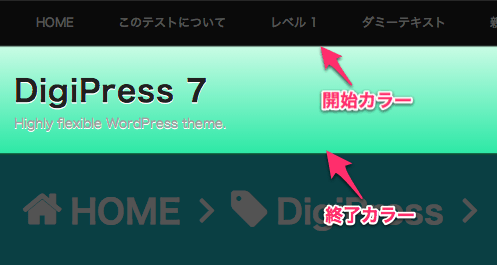 HOME このテストについて レベル 1 ダミーテキスト
DigiPress 7
開始カラー
Highly flexible WordPress theme.
HOME DigiPress
終了カラー